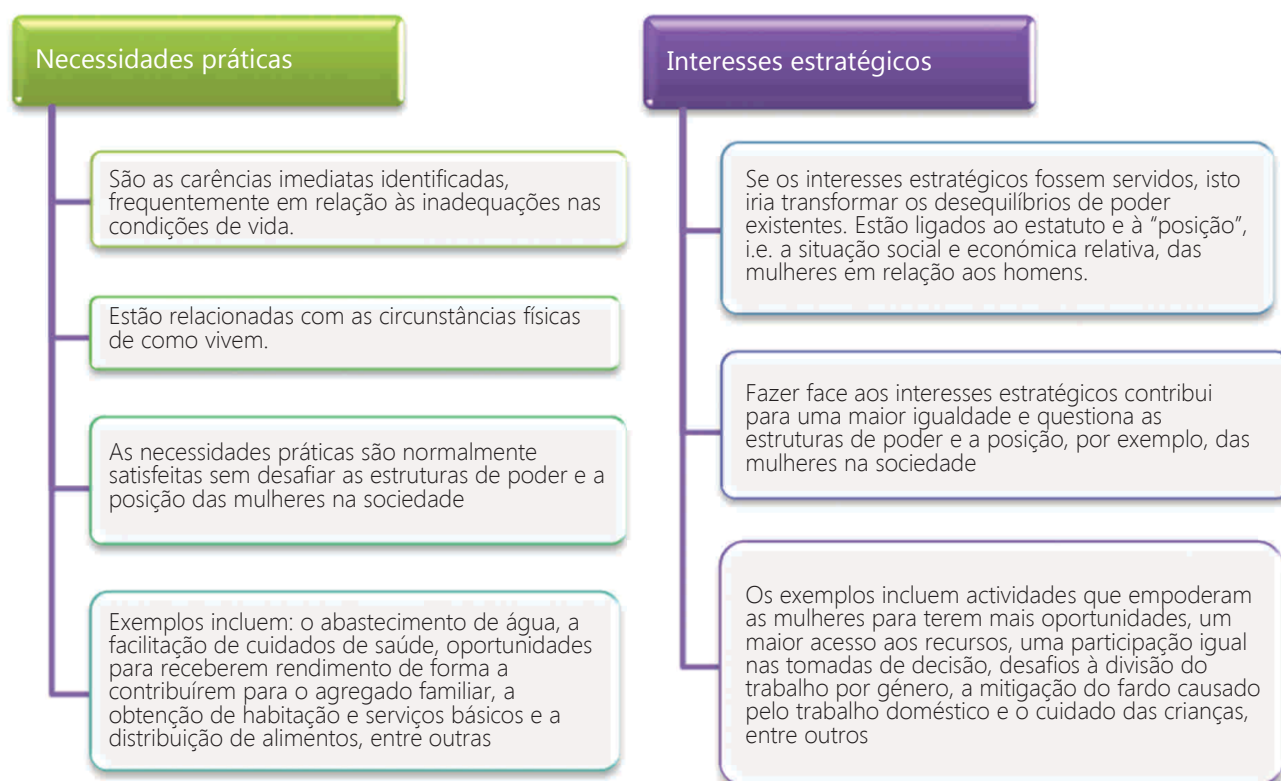 Necessidades práticas
São as carências imediatas identificadas,
frequentemente em relação às inadequações nas
condições de vida.
Estão relacionadas com as circunstâncias físicas
de como vivem.
As necessidades práticas são normalmente
satisfeitas sem desafiar as estruturas de poder e a
posição das mulheres na sociedade
Exemplos incluem: o abastecimento de água, a
facilitação de cuidados de saúde, oportunidades
para receberem rendimento de forma a
contribuírem para o agregado familiar, a
obtenção de habitação e serviços básicos e a
distribuição de alimentos, entre outras
Interesses estratégicos
Se os interesses estratégicos fossem servidos, isto
iria transformar os desequilíbrios de poder
existentes. Estão ligados ao estatuto e à “posição”,
i.e. a situação social e económica relativa, das
mulheres em relação aos homens.
Fazer face aos interesses estratégicos contribui
para uma maior igualdade e questiona as
estruturas de poder e a posição, por exemplo, das
mulheres na sociedade
Os exemplos incluem actividades que empoderam
as mulheres para terem mais oportunidades, um
maior acesso aos recursos, uma participação igual
nas tomadas de decisão, desafios à divisão do
trabalho por género, a mitigação do fardo causado
pelo trabalho doméstico e o cuidado das crianças,
entre outros